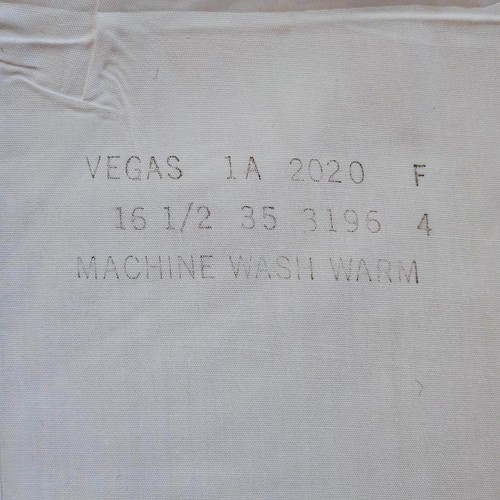 VEGAS 1A 2020 F
16 1/2 35 3196 4
MACHINE WASH WARM